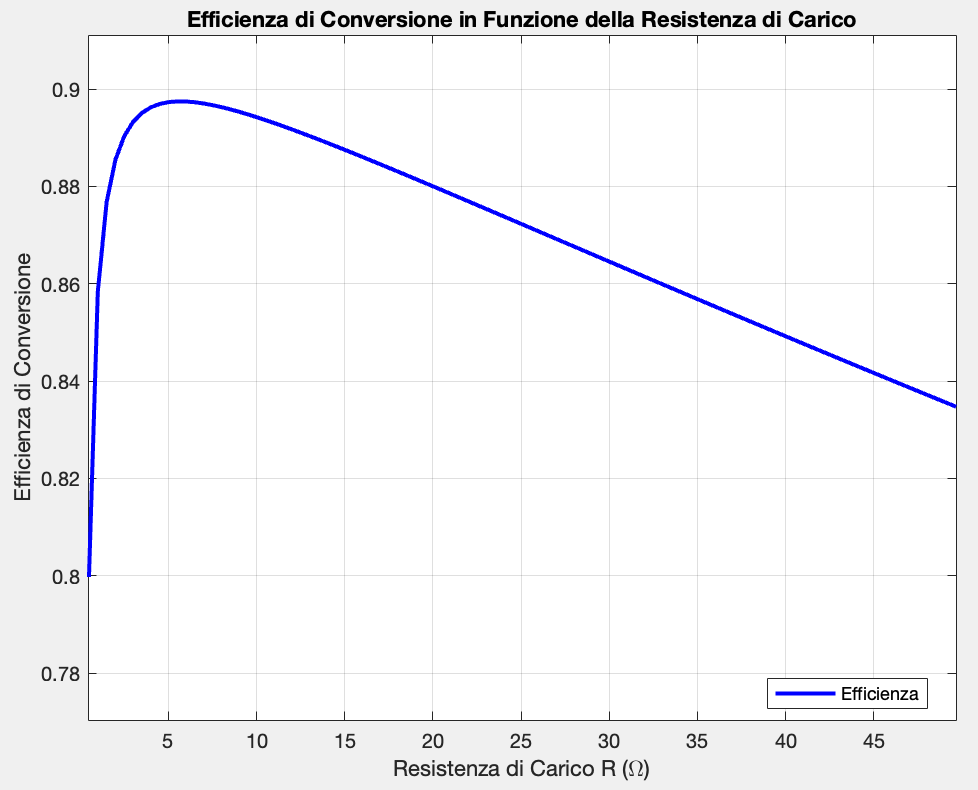 Efficienza di Conversione in Funzione della Resistenza di Carico
Efficienza di Conversione
0.9
0.88
0.86
0.84
0.82
0.8
0.78
Efficienza
5 10 15 20 25 30 35 40 45
Resistenza di Carico R (Ω)